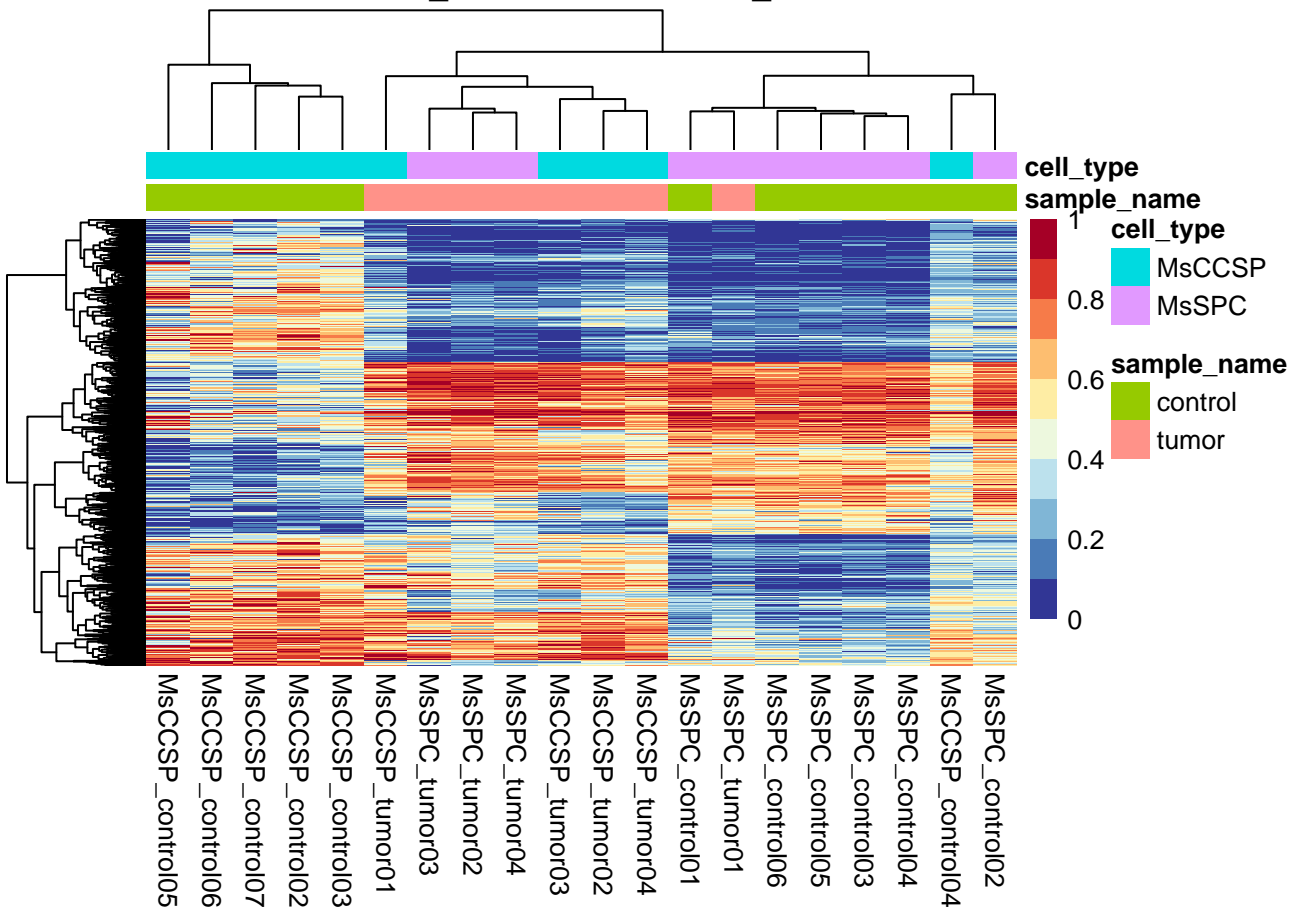 cell_type
sample_name
1
0.8
0.6
0.4
0.2
0
cell_type
MsCCSP
MsSPC
sample_name
control
tumor
MsCCSP_control05
MsCCSP_control06
MsCCSP_control07
MsCCSP_control02
MsCCSP_control03
MsCCSP_tumor01
MsSPC_tumor03
MsSPC_tumor02
MsSPC_tumor04
MsCCSP_tumor03
MsCCSP_tumor02
MsCCSP_tumor04
MsSPC_control01
MsSPC_tumor01
MsSPC_control06
MsSPC_control05
MsSPC_control03
MsSPC_control04
MsCCSP_control04
MsSPC_control02